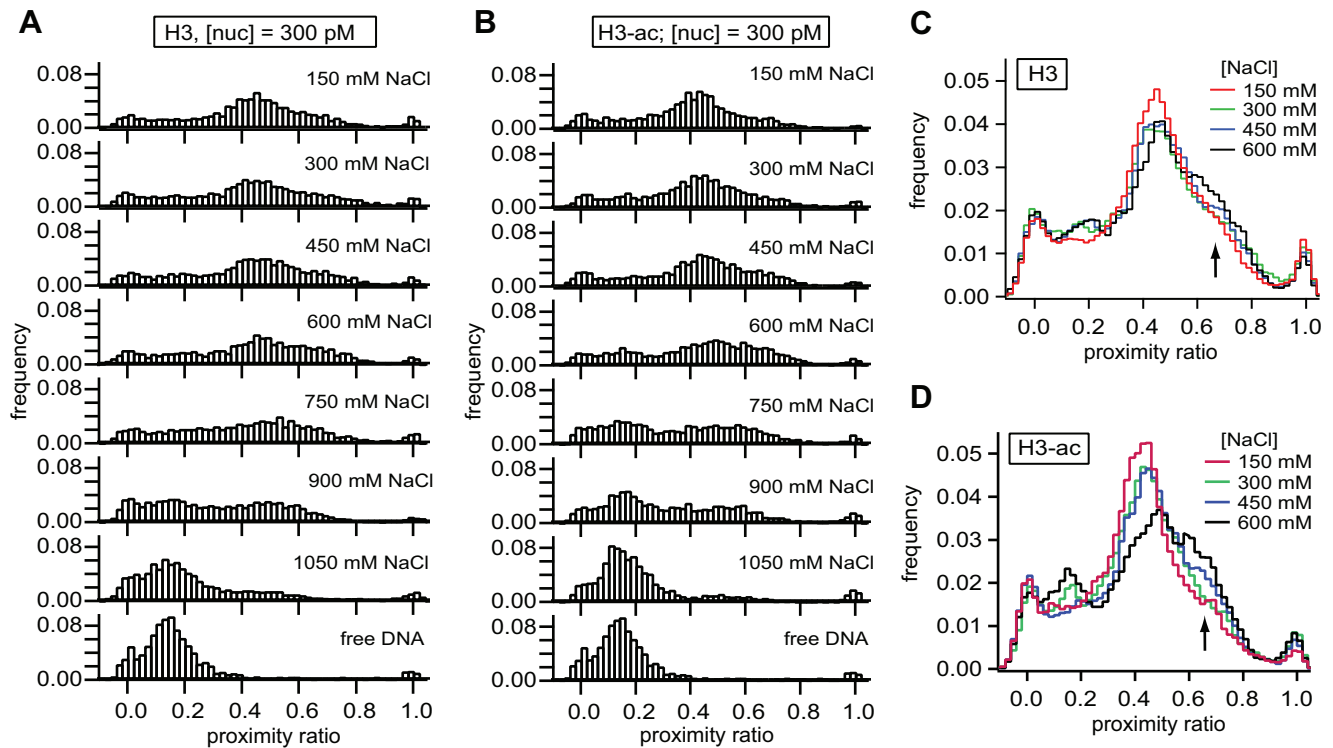 A
H3, [nuc] = 300 pM
150 mM NaCl
0.08
0.00
300 mM NaCl
0.08
0.00
450 mM NaCl
0.08
0.00
600 mM NaCl
0.08
0.00
750 mM NaCl
0.08
0.00
900 mM NaCl
0.08
0.00
1050 mM NaCl
0.08
0.00
free DNA
0.08
0.00
frequency
0.0 0.2 0.4 0.6 0.8 1.0
proximity ratio
B
H3-ac; [nuc] = 300 pM
150 mM NaCl
0.08
0.00
300 mM NaCl
0.08
0.00
450 mM NaCl
0.08
0.00
600 mM NaCl
0.08
0.00
750 mM NaCl
0.08
0.00
900 mM NaCl
0.08
0.00
1050 mM NaCl
0.08
0.00
free DNA
0.08
0.00
frequency
0.0 0.2 0.4 0.6 0.8 1.0
proximity ratio
C
H3
[NaCl]
150 mM
300 mM
450 mM
600 mM
0.05
0.04
0.03
0.02
0.01
0.00
frequency
0.0 0.2 0.4 0.6 0.8 1.0
proximity ratio
D
H3-ac
[NaCl]
150 mM
300 mM
450 mM
600 mM
0.05
0.04
0.03
0.02
0.01
0.00
frequency
0.0 0.2 0.4 0.6 0.8 1.0
proximity ratio